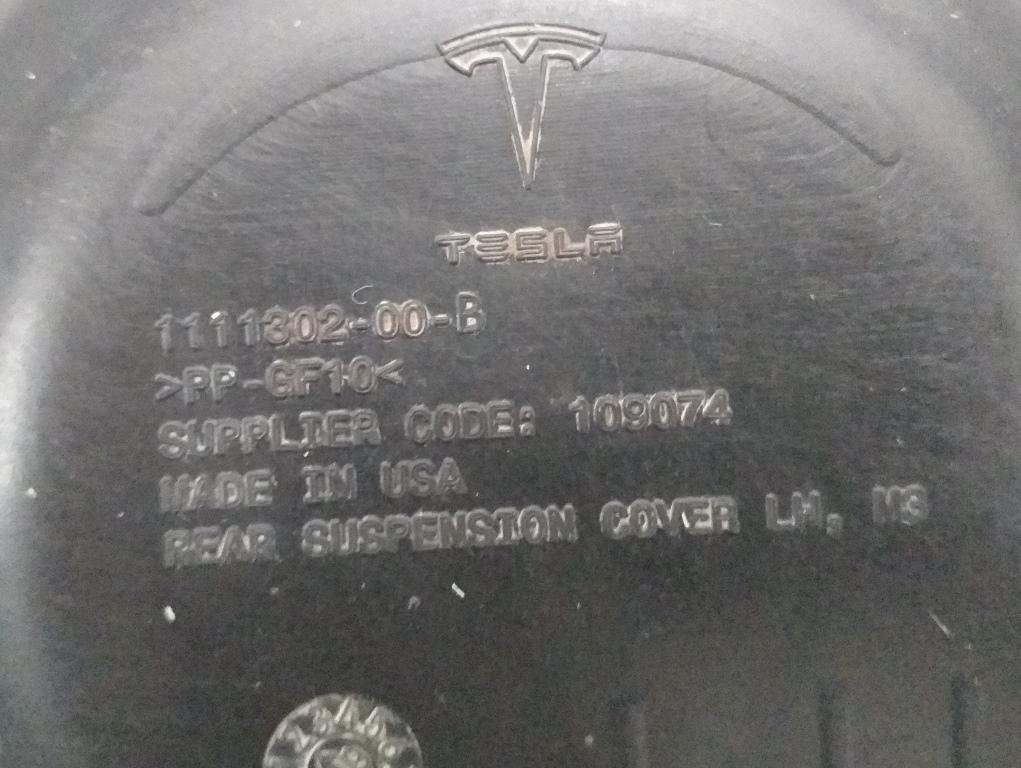 TESLA
1111302-00-B
>PP-GF10<
SUPPLIER CODE: 109074
MADE IN USA
REAR SUSPENSION COVER LH, M3